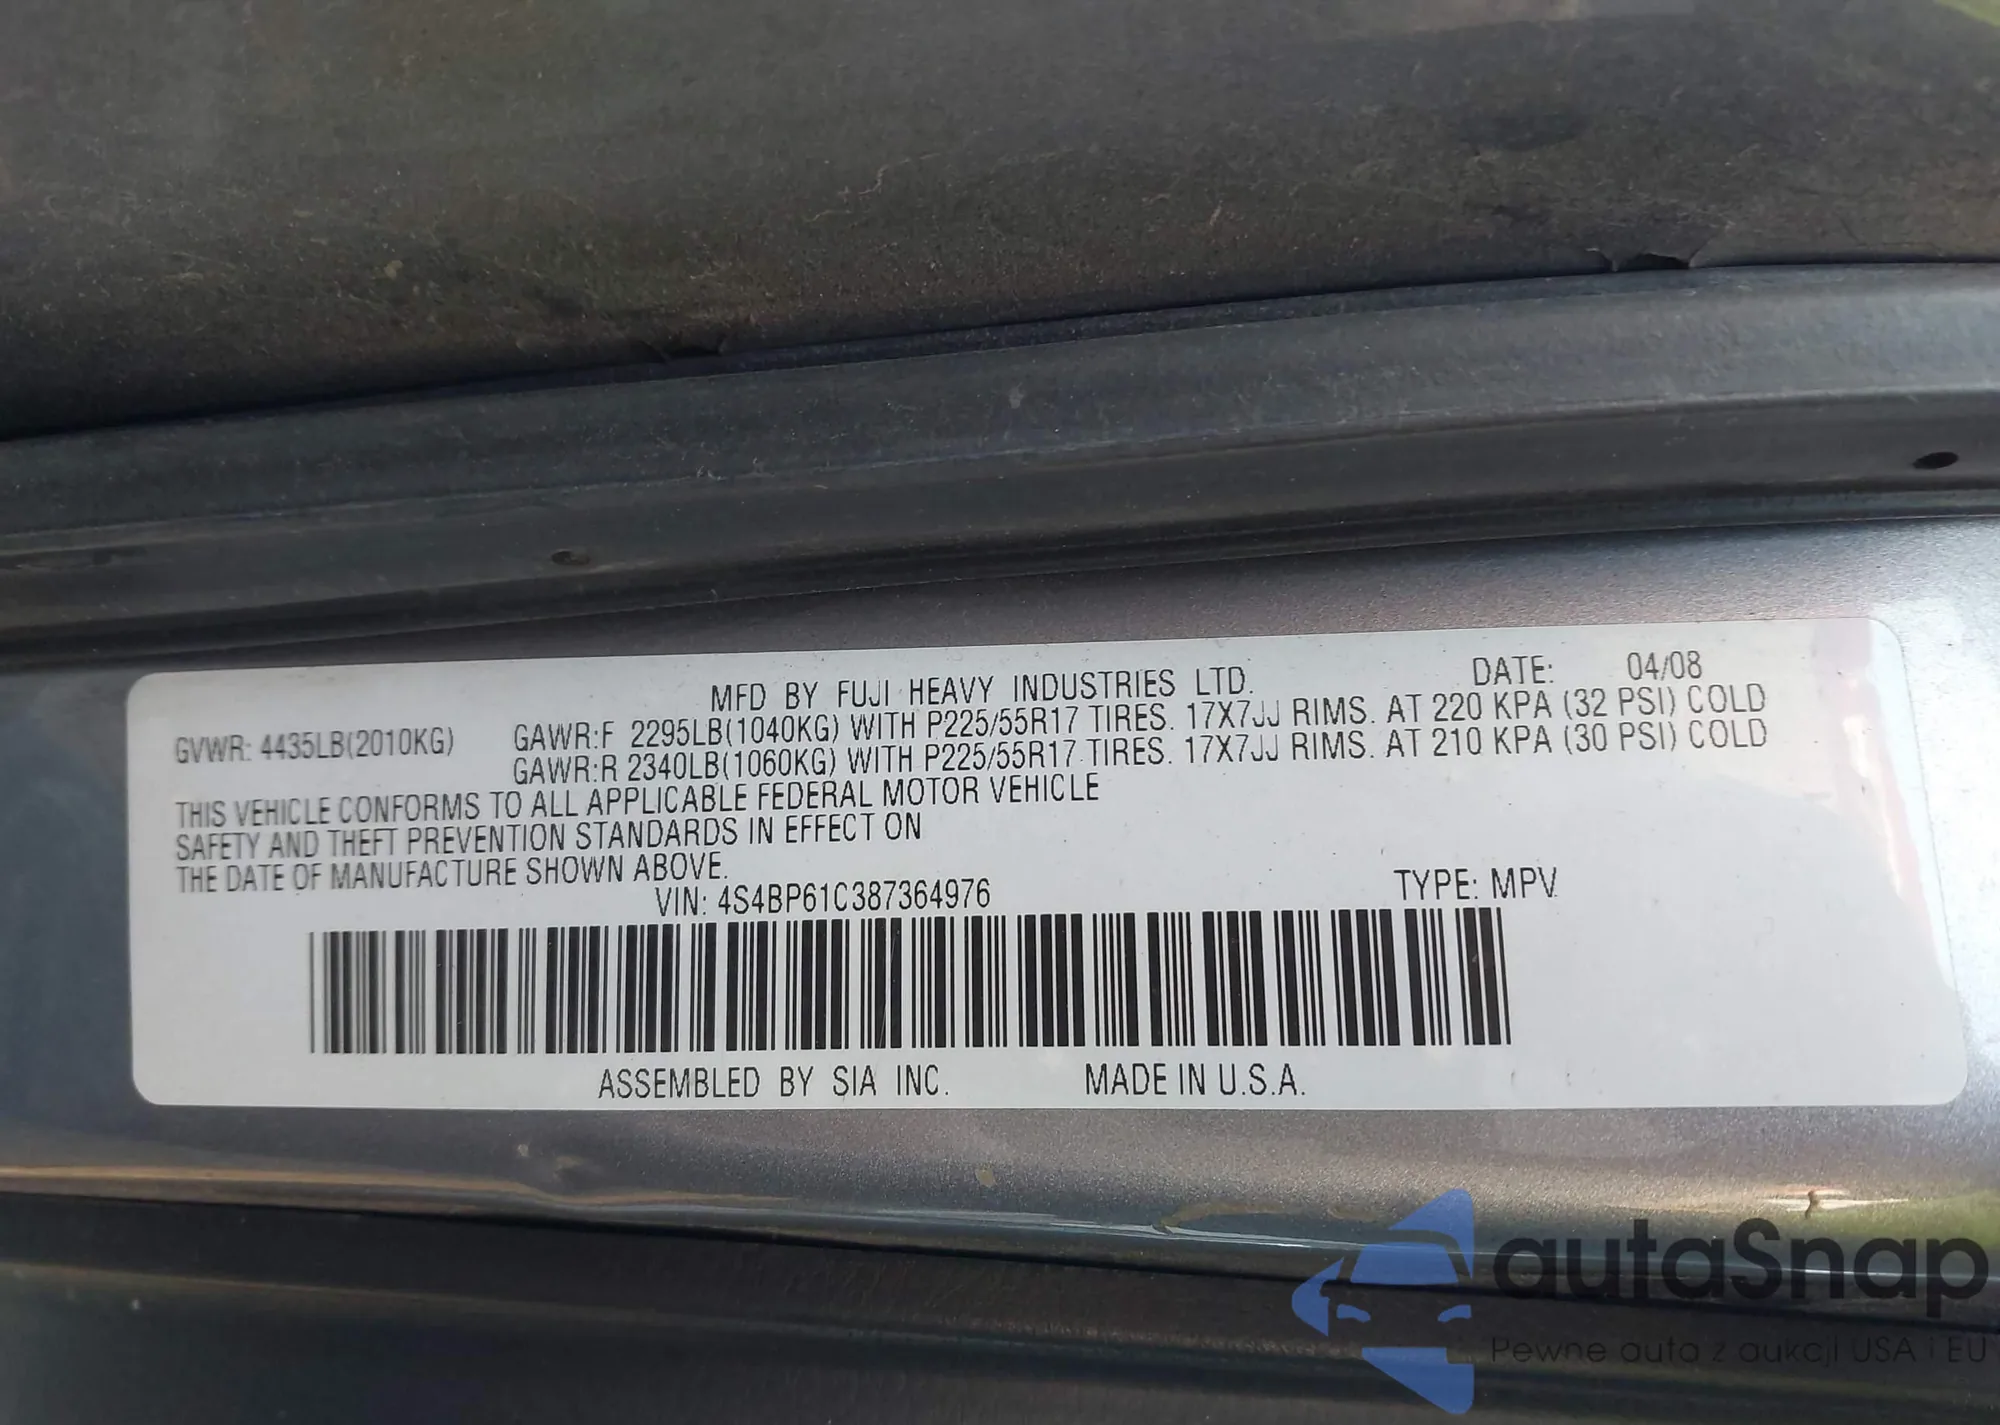 MFD BY FUJI HEAVY INDUSTRIES LTD. DATE: 04/08
GVWR: 4435LB(2010KG) GAWR:F 2295LB(1040KG) WITH P225/55R17 TIRES. 17X7JJ RIMS. AT 220 KPA (32 PSI) COLD
GAWR:R 2340LB(1060KG) WITH P225/55R17 TIRES. 17X7JJ RIMS. AT 210 KPA (30 PSI) COLD
THIS VEHICLE CONFORMS TO ALL APPLICABLE FEDERAL MOTOR VEHICLE
SAFETY AND THEFT PREVENTION STANDARDS IN EFFECT ON
THE DATE OF MANUFACTURE SHOWN ABOVE.
VIN: 4S4BP61C387364976 TYPE: MPV
ASSEMBLED BY SIA INC. MADE IN U.S.A.
autaSnap
Pewne auta z aukcji USA i EU